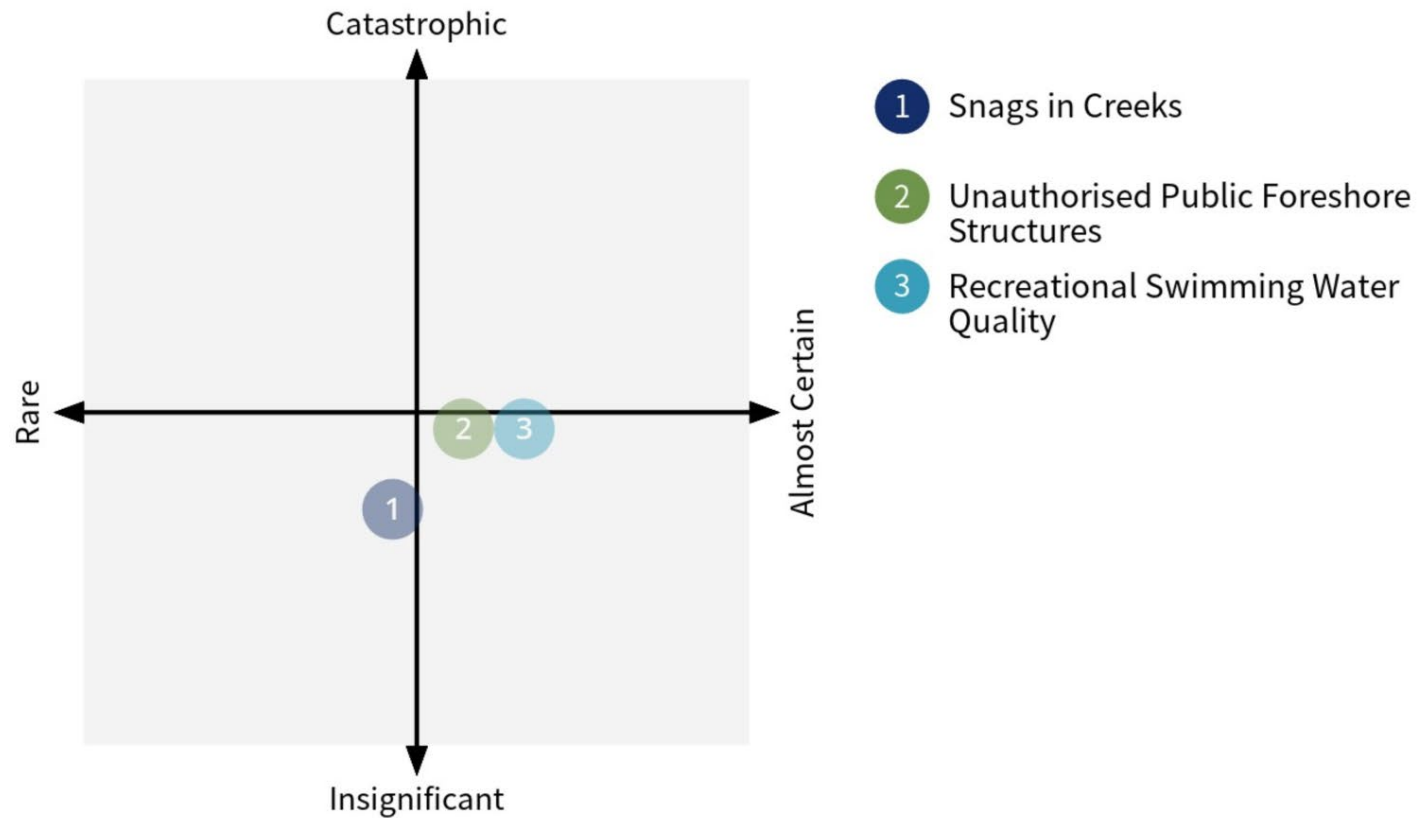 Catastrophic
1 Snags in Creeks
2 Unauthorised Public Foreshore
Structures
3 Recreational Swimming Water
Quality
Rare
Almost Certain
2 3
1
Insignificant